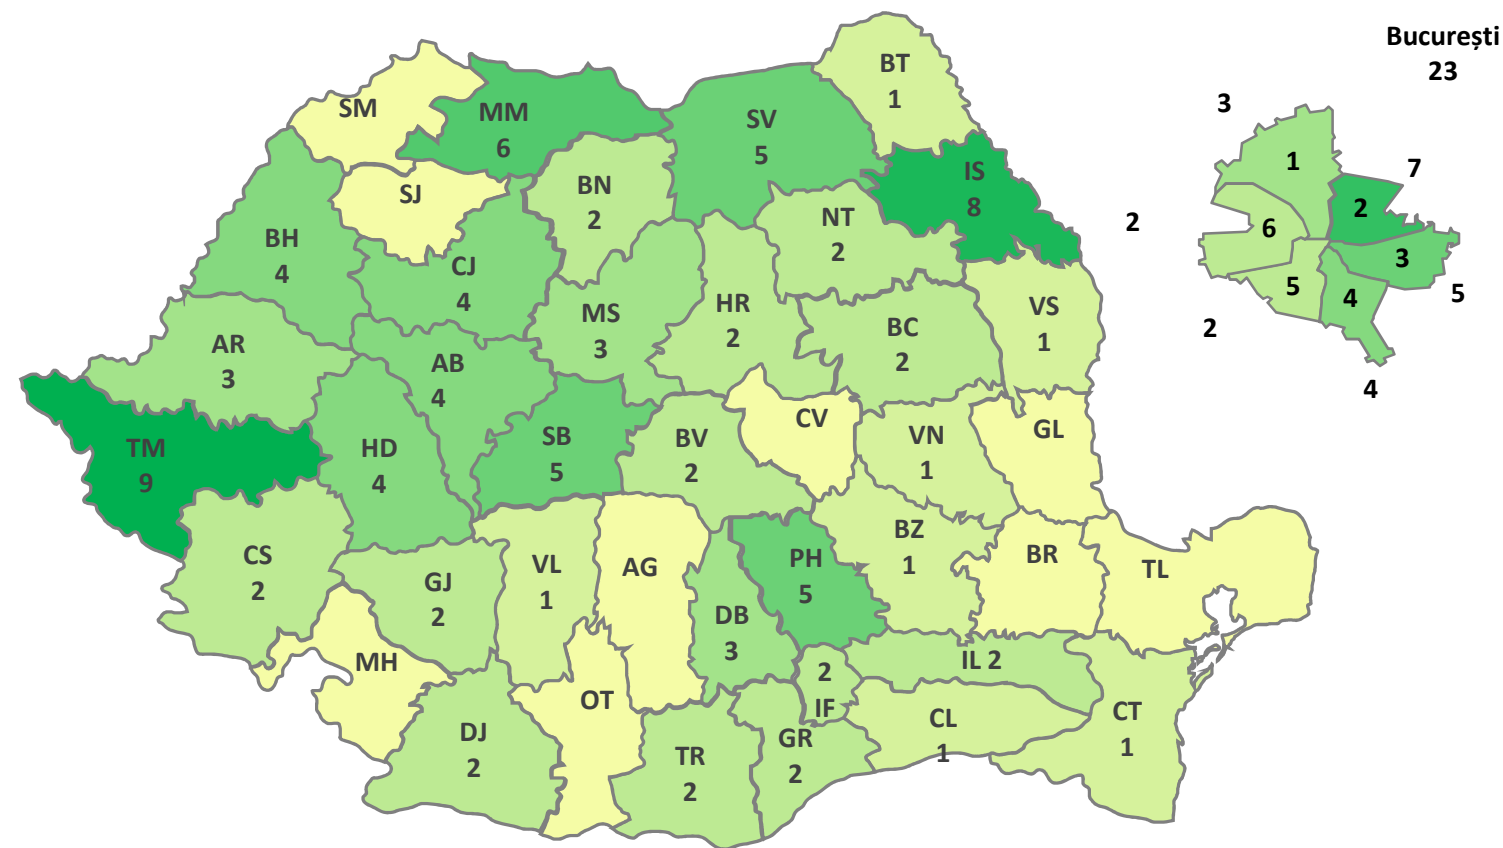 București
23
BT
1
3
SM
MM
6
SV
5
1
7
IS
8
SJ
BN
2
2
NT
2
2
6
BH
4
CJ
4
3
5
4
5
MS
3
HR
2
VS
1
BC
2
2
AR
3
AB
4
4
CV
GL
TM
9
HD
4
SB
5
BV
2
VN
1
CS
2
GJ
2
VL
1
AG
PH
5
BZ
1
BR
TL
DB
3
MH
2
IF
IL 2
OT
DJ
2
TR
2
GR
2
CL
1
CT
1